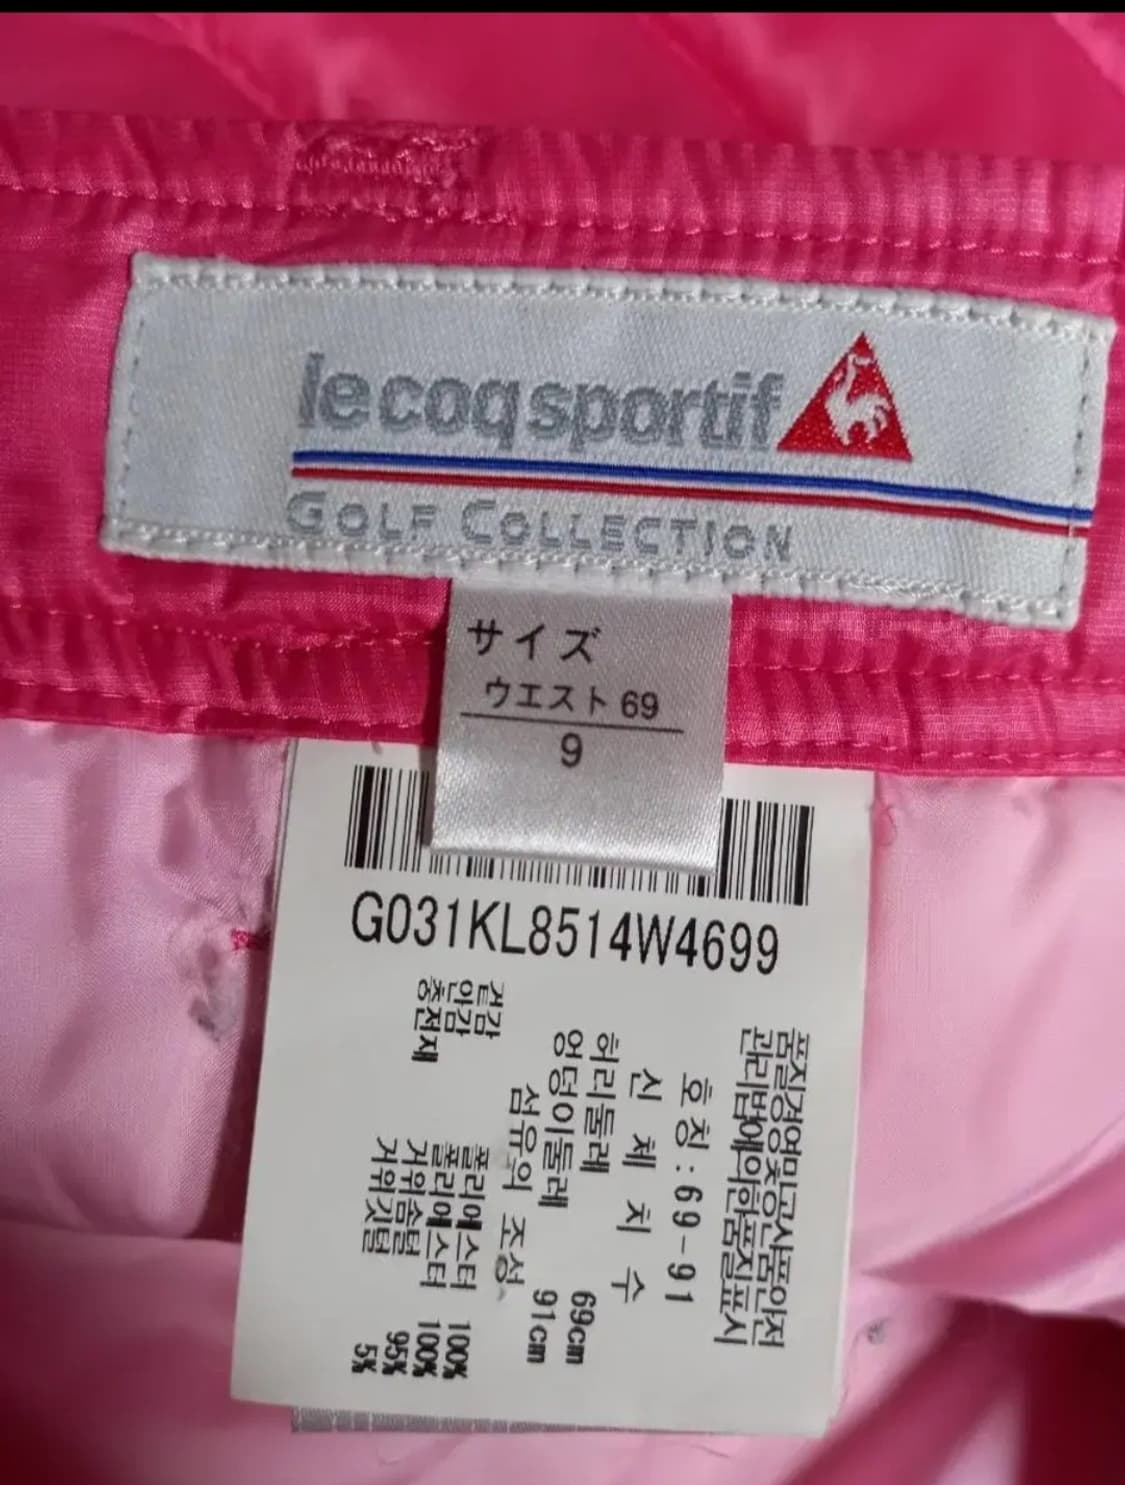 le coq sportif
GOLF COLLECTION
サイズ
ウエスト 69
9
G031KL8514W4699
품질경영및공산품안전
관리법에의한품질표시
호칭 : 69-91
신 체 치 수
허리둘레 69cm
엉덩이둘레 91cm
섬유의 조성
겉감 폴리에스터 100%
안감 폴리에스터 100%
충전재 거위솜털 95%
거위깃털 5%